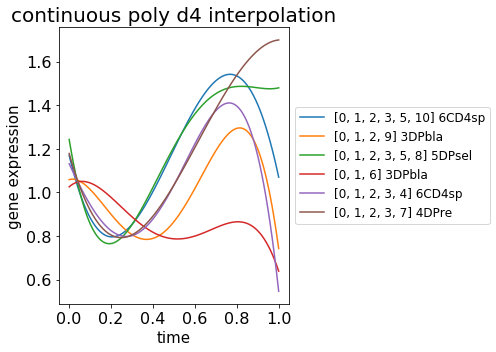 continuous poly d4 interpolation
gene expression
1.6
1.4
1.2
1.0
0.8
0.6
0.0 0.2 0.4 0.6 0.8 1.0
time
[0, 1, 2, 3, 5, 10] 6CD4sp
[0, 1, 2, 9] 3DPbla
[0, 1, 2, 3, 5, 8] 5DPsel
[0, 1, 6] 3DPbla
[0, 1, 2, 3, 4] 6CD4sp
[0, 1, 2, 3, 7] 4DPre